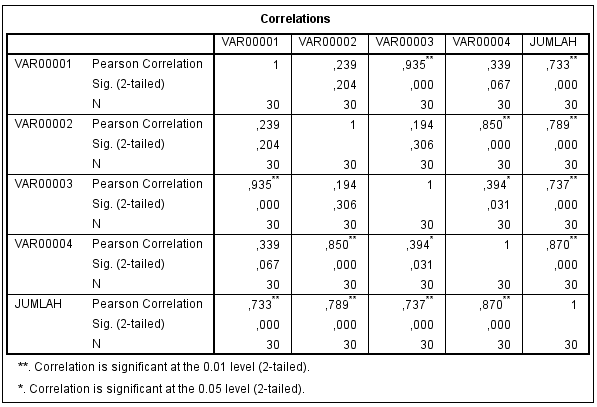 Correlations
VAR00001 VAR00002 VAR00003 VAR00004 JUMLAH
VAR00001 Pearson Correlation 1 ,239 ,935** ,339 ,733**
Sig. (2-tailed) ,204 ,000 ,067 ,000
N 30 30 30 30 30
VAR00002 Pearson Correlation ,239 1 ,194 ,850** ,789**
Sig. (2-tailed) ,204 ,306 ,000 ,000
N 30 30 30 30 30
VAR00003 Pearson Correlation ,935** ,194 1 ,394* ,737**
Sig. (2-tailed) ,000 ,306 ,031 ,000
N 30 30 30 30 30
VAR00004 Pearson Correlation ,339 ,850** ,394* 1 ,870**
Sig. (2-tailed) ,067 ,000 ,031 ,000
N 30 30 30 30 30
JUMLAH Pearson Correlation ,733** ,789** ,737** ,870** 1
Sig. (2-tailed) ,000 ,000 ,000 ,000
N 30 30 30 30 30
**. Correlation is significant at the 0.01 level (2-tailed).
*. Correlation is significant at the 0.05 level (2-tailed).